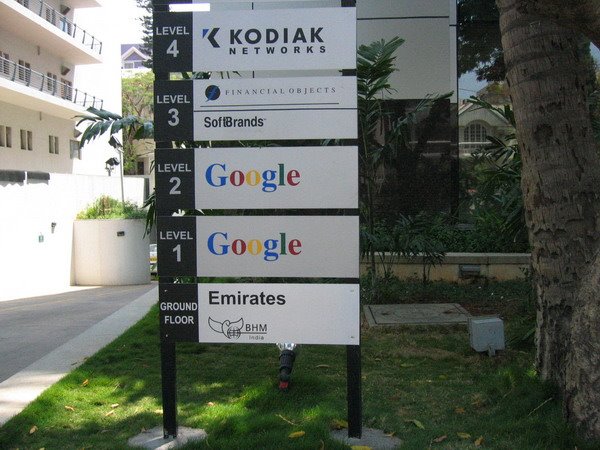 LEVEL
4
KODIAK
NETWORKS
LEVEL
3
FINANCIAL OBJECTS
SoftBrands
LEVEL
2
Google
LEVEL
1
Google
GROUND
FLOOR
Emirates
BHM
India